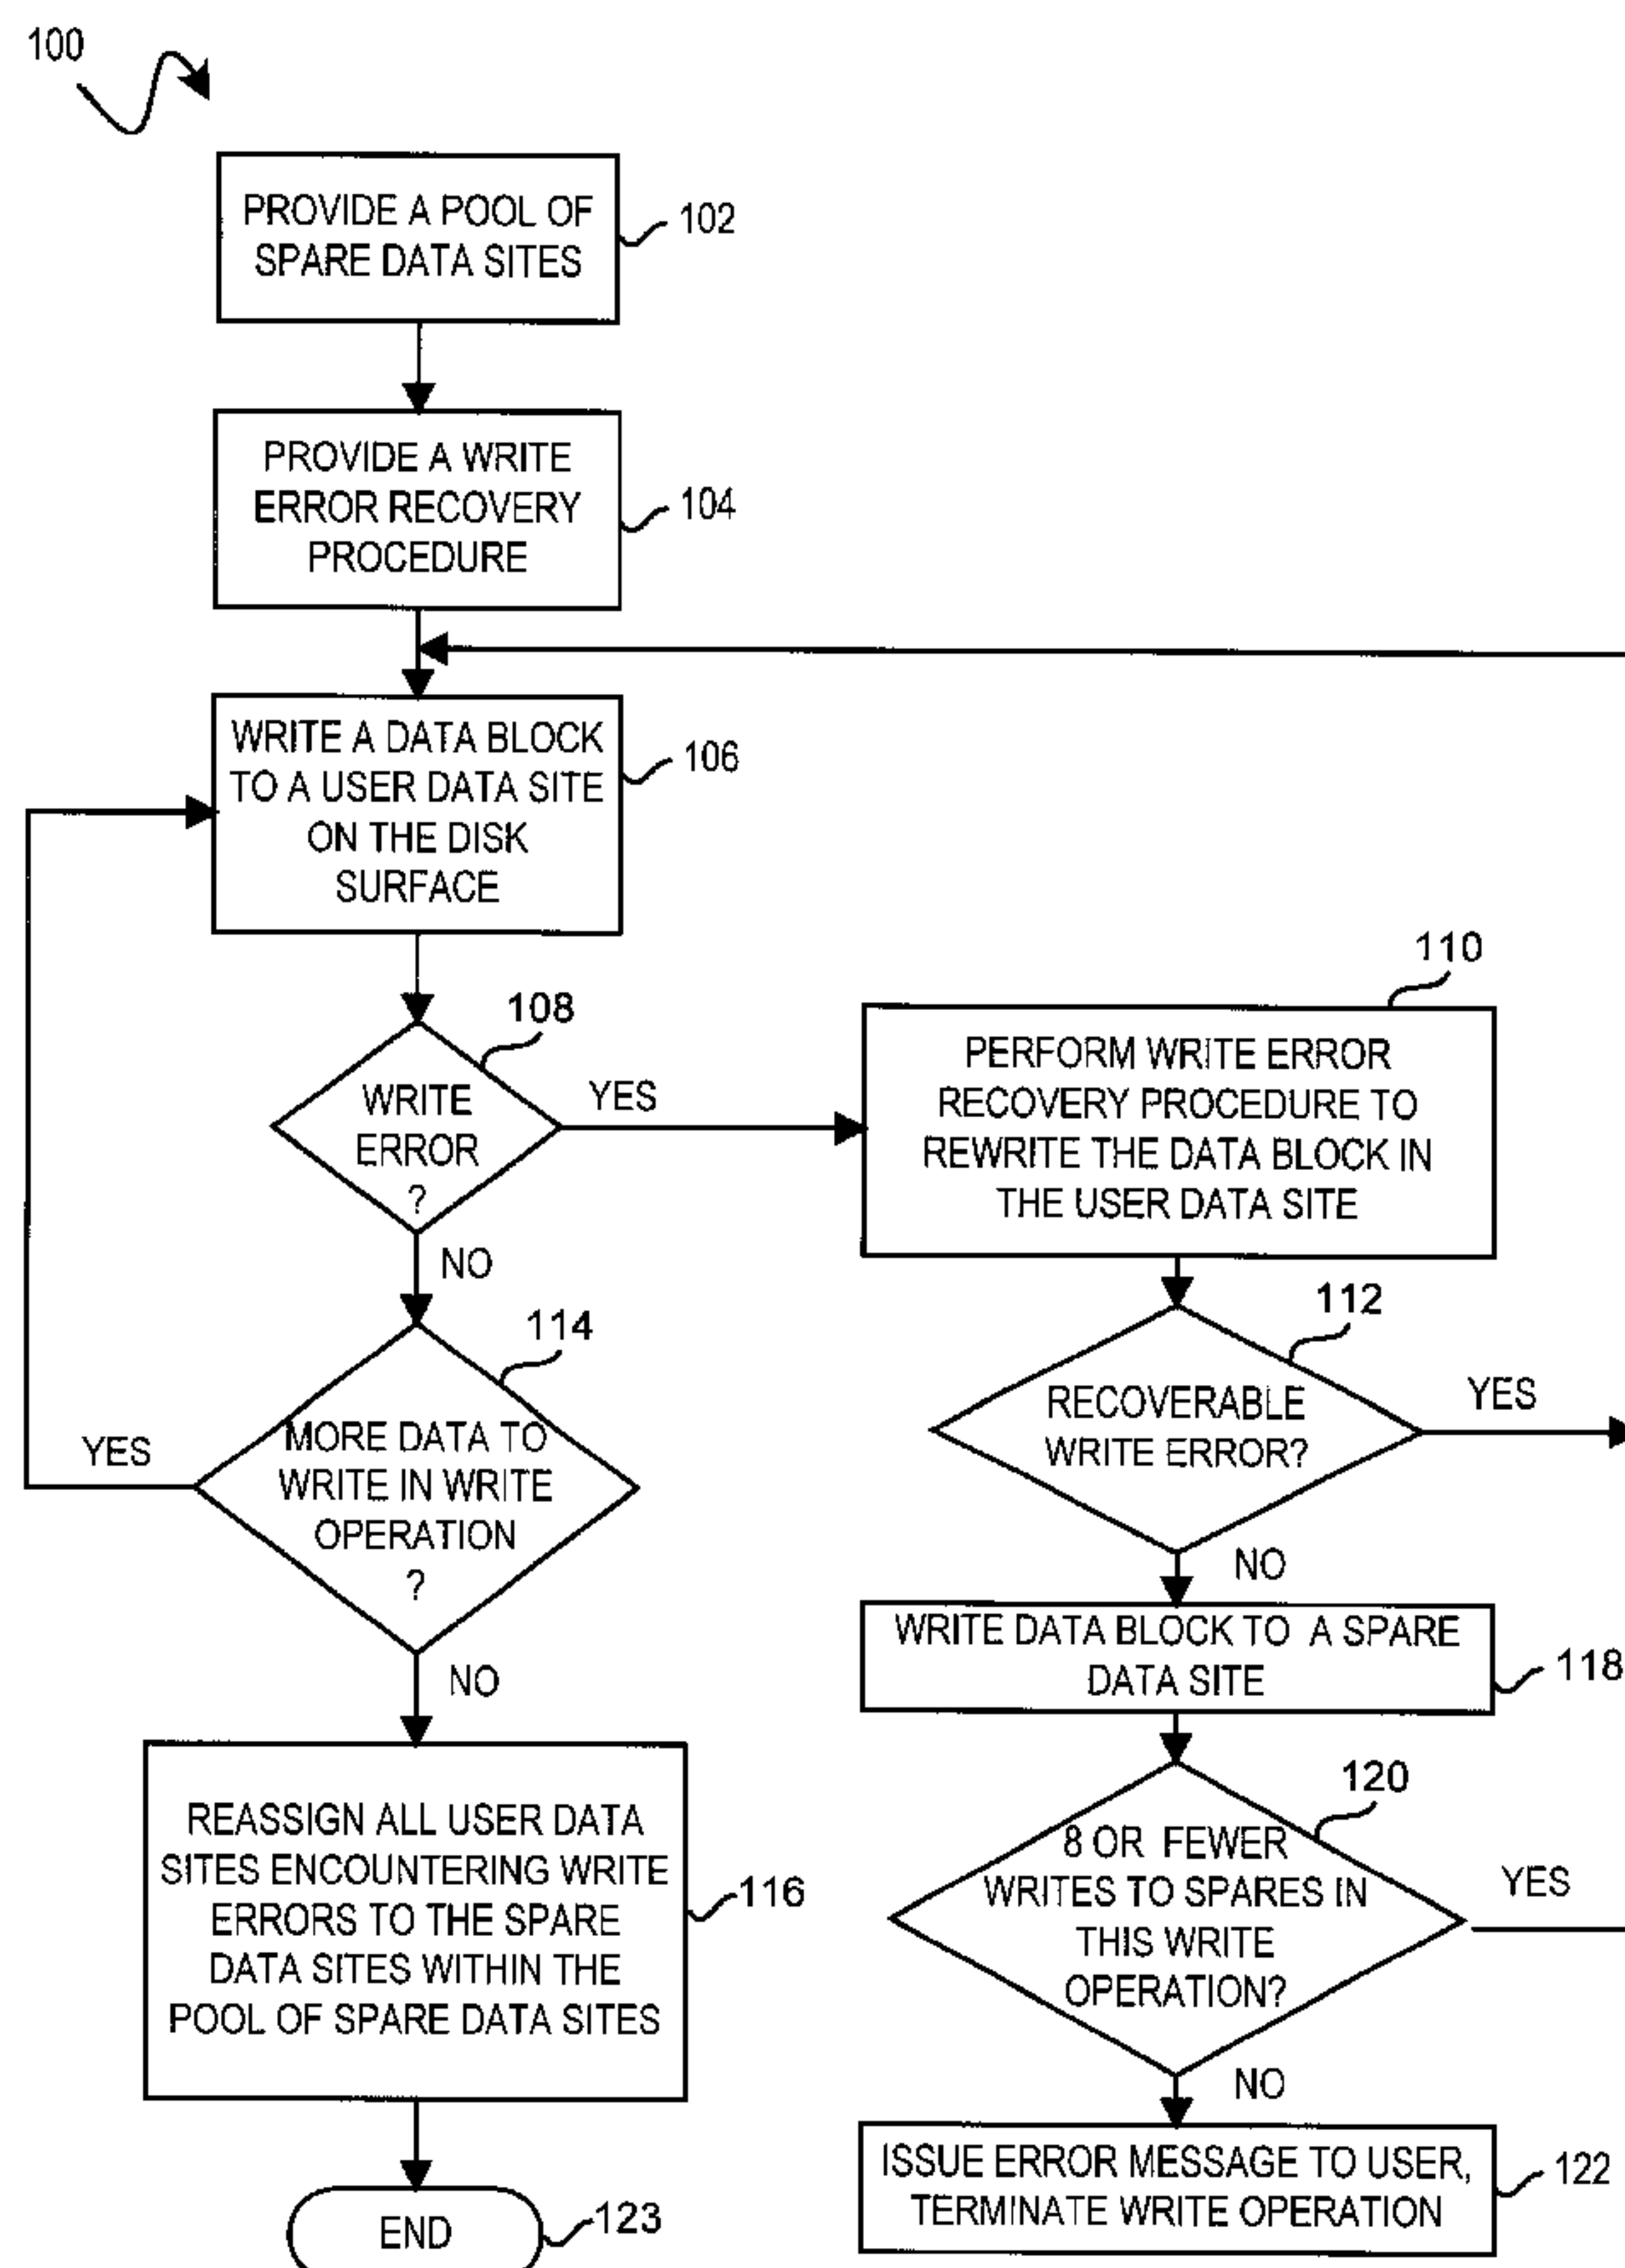 100
PROVIDE A POOL OF
SPARE DATA SITES
102
PROVIDE A WRITE
ERROR RECOVERY
PROCEDURE
104
WRITE A DATA BLOCK
TO A USER DATA SITE
ON THE DISK
SURFACE
106
108
WRITE
ERROR
?
YES
NO
110
PERFORM WRITE ERROR
RECOVERY PROCEDURE TO
REWRITE THE DATA BLOCK IN
THE USER DATA SITE
112
RECOVERABLE
WRITE ERROR?
YES
NO
114
MORE DATA TO
WRITE IN WRITE
OPERATION
?
YES
NO
WRITE DATA BLOCK TO A SPARE
DATA SITE
118
120
8 OR FEWER
WRITES TO SPARES IN
THIS WRITE
OPERATION?
YES
NO
REASSIGN ALL USER DATA
SITES ENCOUNTERING WRITE
ERRORS TO THE SPARE
DATA SITES WITHIN THE
POOL OF SPARE DATA SITES
116
ISSUE ERROR MESSAGE TO USER,
TERMINATE WRITE OPERATION
122
END
123